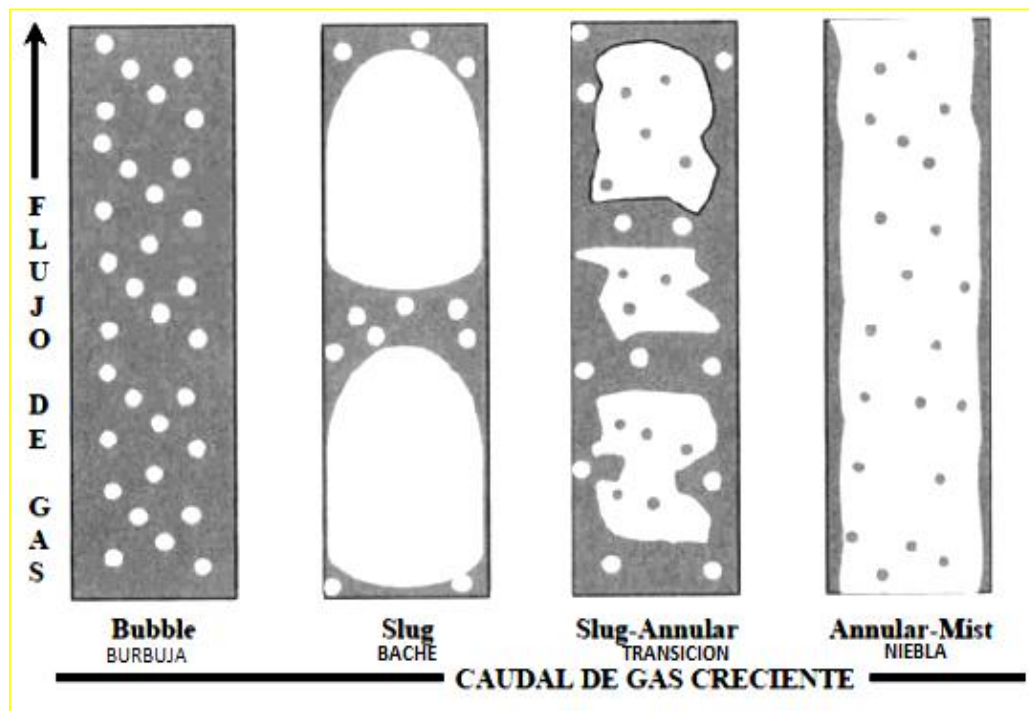 FLUJO DE GAS
Bubble
BURBUJA
Slug
BACHE
Slug-Annular
TRANSICION
Annular-Mist
NIEBLA
CAUDAL DE GAS CRECIENTE